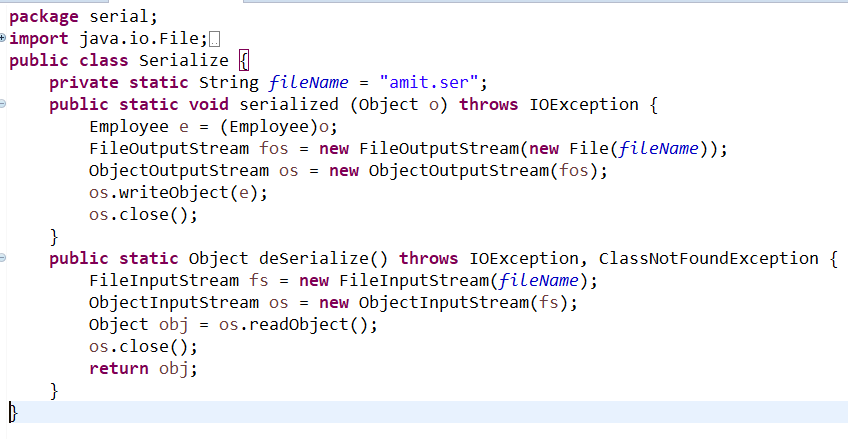 package serial;
import java.io.File;
public class Serialize {
    private static String fileName = "amit.ser";
    public static void serialized (Object o) throws IOException {
        Employee e = (Employee)o;
        FileOutputStream fos = new FileOutputStream(new File(fileName));
        ObjectOutputStream os = new ObjectOutputStream(fos);
        os.writeObject(e);
        os.close();
    }
    public static Object deSerialize() throws IOException, ClassNotFoundException {
        FileInputStream fs = new FileInputStream(fileName);
        ObjectInputStream os = new ObjectInputStream(fs);
        Object obj = os.readObject();
        os.close();
        return obj;
    }
}